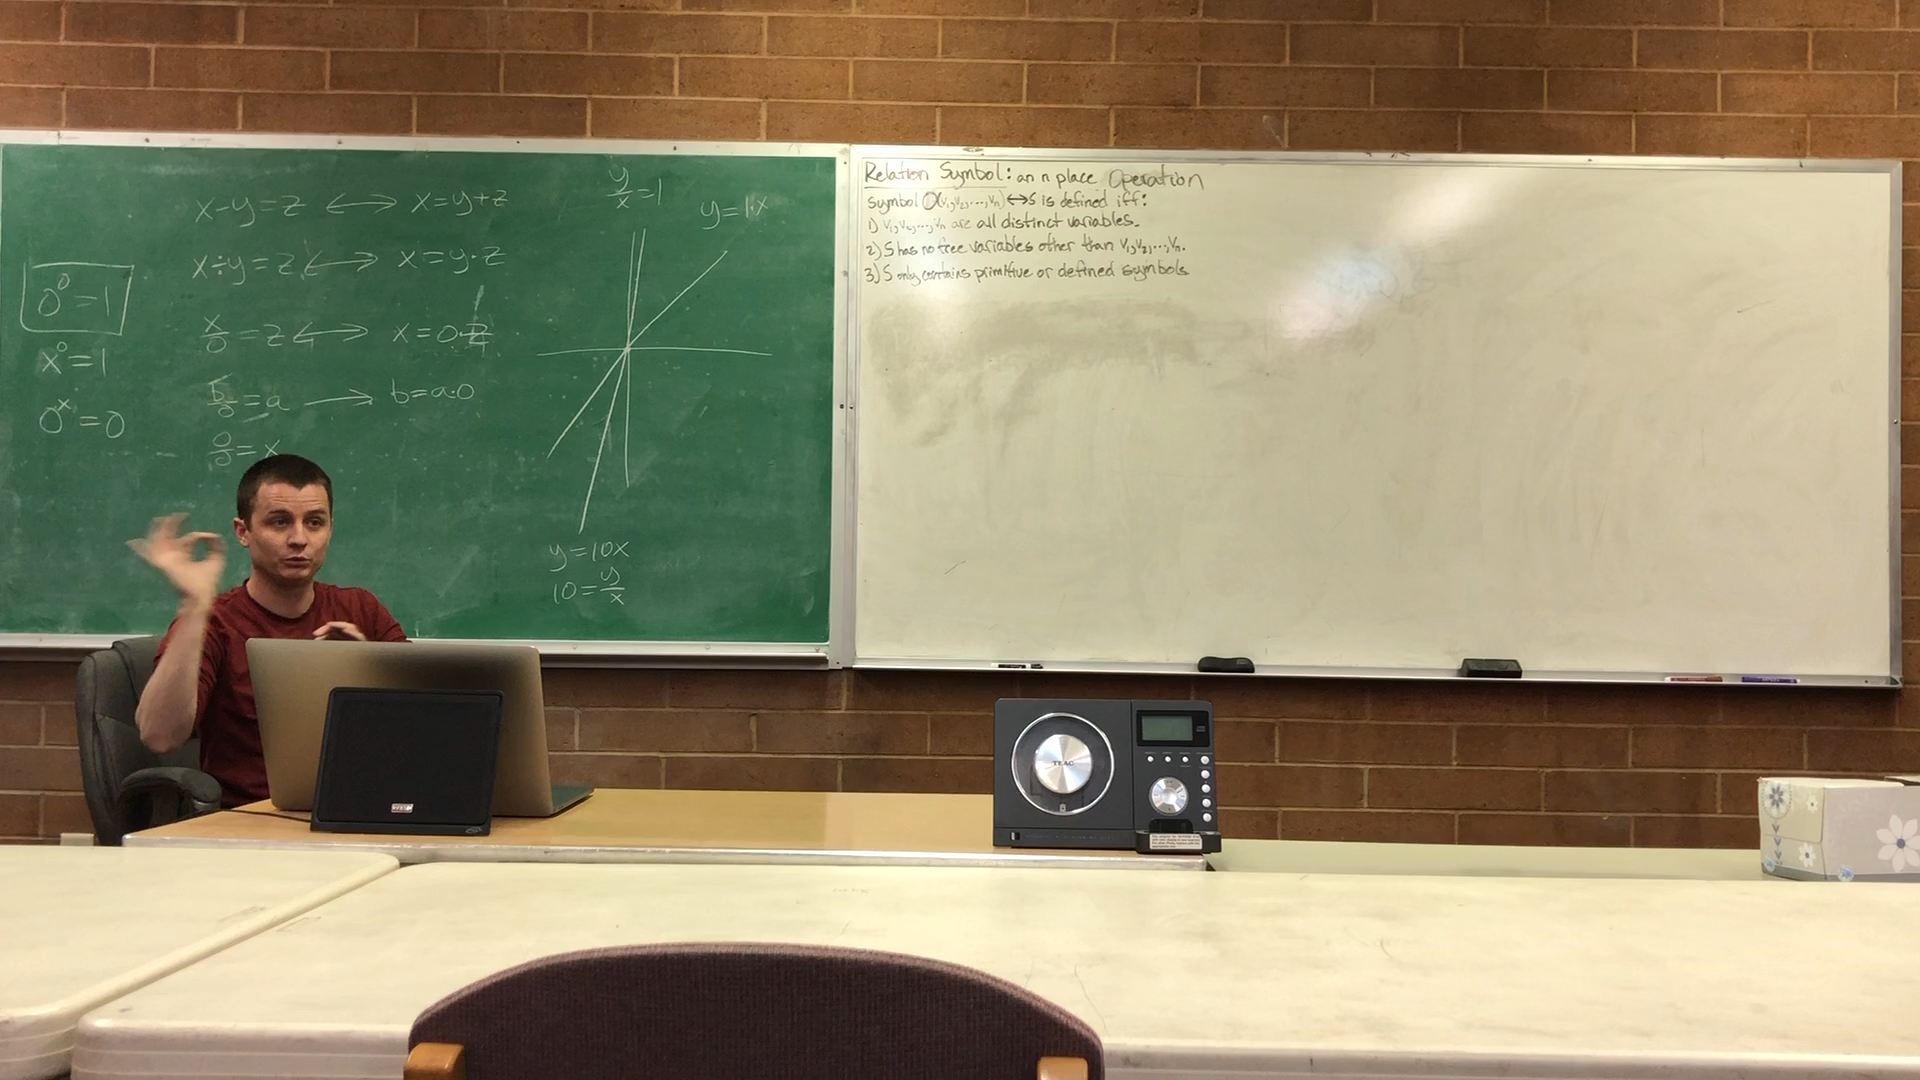 x-y=z ⟷ x=y+z
x÷y=z ⟷ x=y·z
x/0=z ⟷ x=0·z
b/0=a ⟶ b=a·0
0/0=x
0⁰=1
x⁰=1
0ˣ=0
y/x=1
y=1·x
y=10x
10=y/x
Relation Symbol: an n place Operation
symbol O(v₁,v₂,...,vₙ)↔S is defined iff:
1) v₁,v₂,...,vₙ are all distinct variables.
2) S has no free variables other than v₁,v₂,...,vₙ.
3) S only contains primitive or defined symbols
TEAC